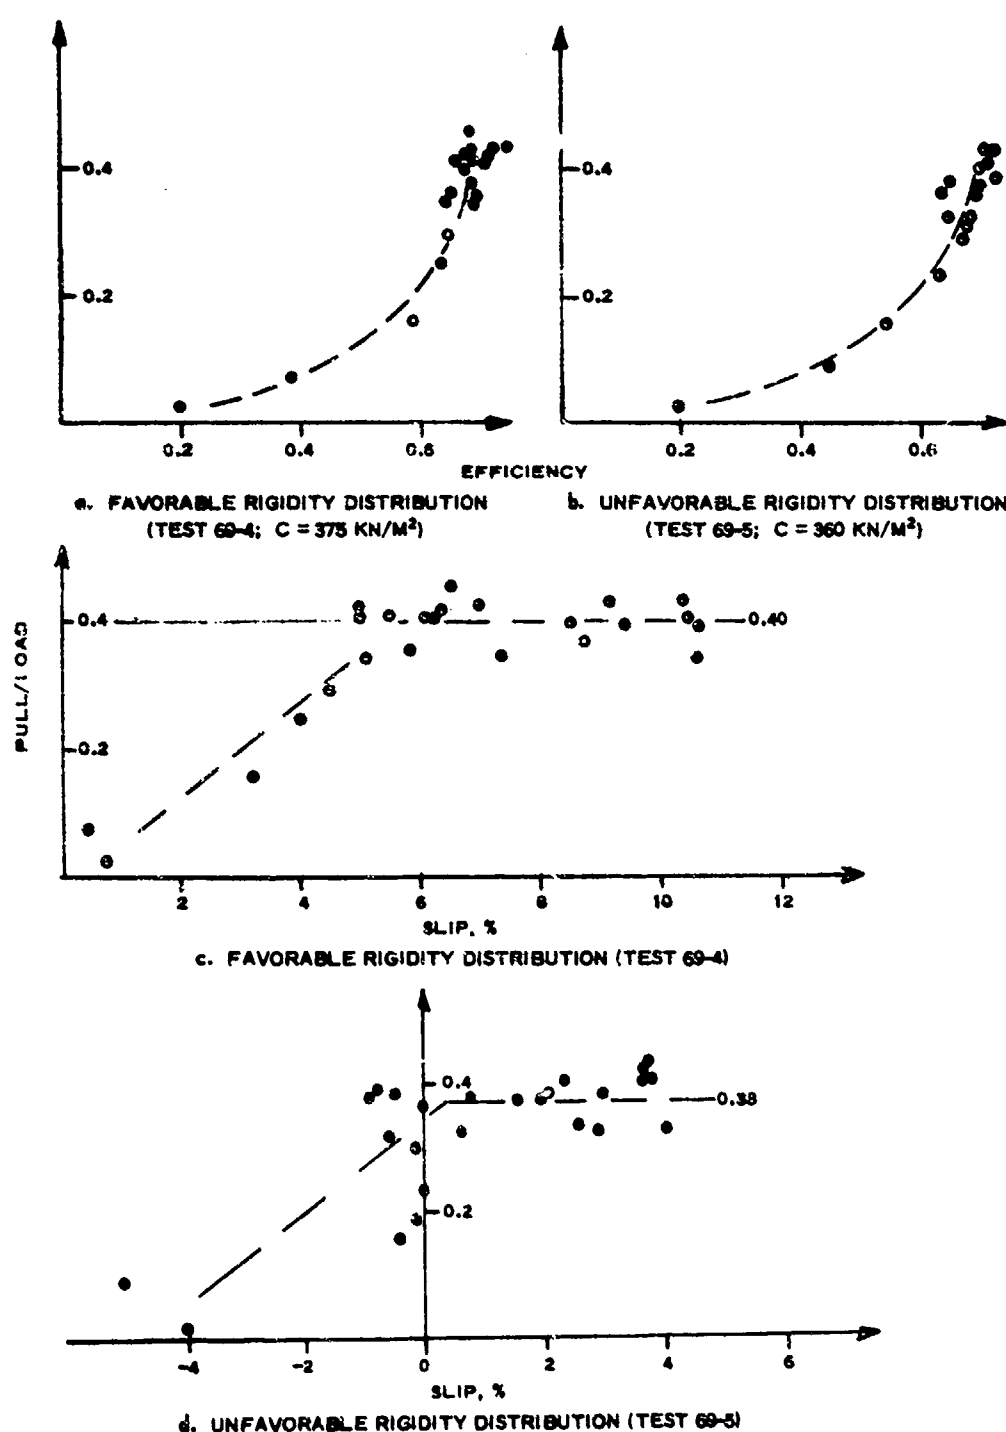 0.4
0.4
0.2
0.2
0.2 0.4 0.6
0.2 0.4 0.6
EFFICIENCY
a. FAVORABLE RIGIDITY DISTRIBUTION
(TEST 69-4; C = 375 KN/M²)
b. UNFAVORABLE RIGIDITY DISTRIBUTION
(TEST 69-5; C = 360 KN/M²)
PULL/LOAD
0.4
0.40
0.2
2 4 6 8 10 12
SLIP, %
c. FAVORABLE RIGIDITY DISTRIBUTION (TEST 69-4)
0.4
0.38
0.2
-4 -2 0 2 4 6
SLIP, %
d. UNFAVORABLE RIGIDITY DISTRIBUTION (TEST 69-5)